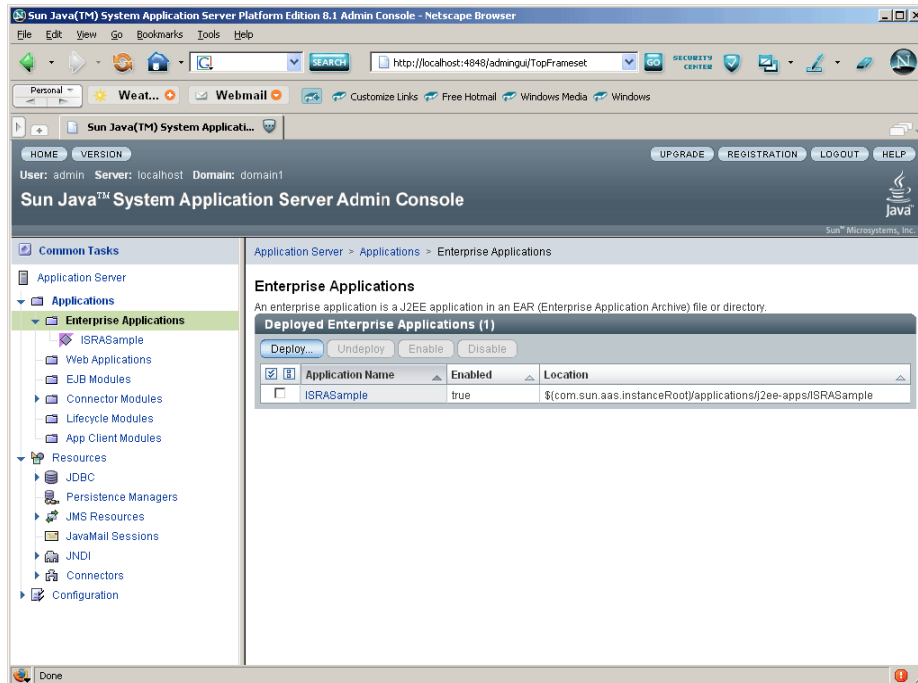 Sun Java(TM) System Application Server Platform Edition 8.1 Admin Console - Netscape Browser
File Edit View Go Bookmarks Tools Help
SEARCH http://localhost:4848/admingui/TopFrameset GO SECURITY CENTER
Personal Weat... Webmail Customize Links Free Hotmail Windows Media Windows
Sun Java(TM) System Applicati...
HOME VERSION UPGRADE REGISTRATION LOGOUT HELP
User: admin Server: localhost Domain: domain1
Sun Java™ System Application Server Admin Console
Java™
Sun™ Microsystems, Inc.
Common Tasks
Application Server
Applications
Enterprise Applications
ISRASample
Web Applications
EJB Modules
Connector Modules
Lifecycle Modules
App Client Modules
Resources
JDBC
Persistence Managers
JMS Resources
JavaMail Sessions
JNDI
Connectors
Configuration
Application Server > Applications > Enterprise Applications
Enterprise Applications
An enterprise application is a J2EE application in an EAR (Enterprise Application Archive) file or directory.
Deployed Enterprise Applications (1)
Deploy... Undeploy Enable Disable
Application Name Enabled Location
ISRASample true ${com.sun.aas.instanceRoot}/applications/j2ee-apps/ISRASample
Done